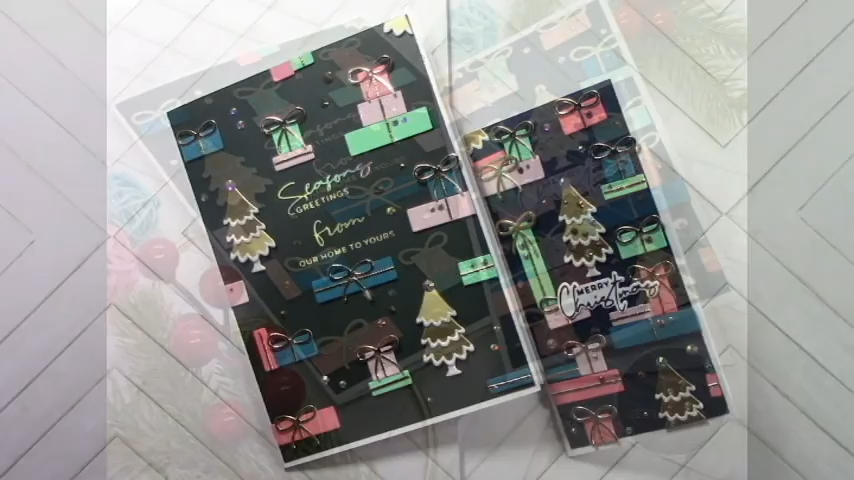 Seasons
GREETINGS
from
OUR HOME TO YOURS
MERRY
Christmas